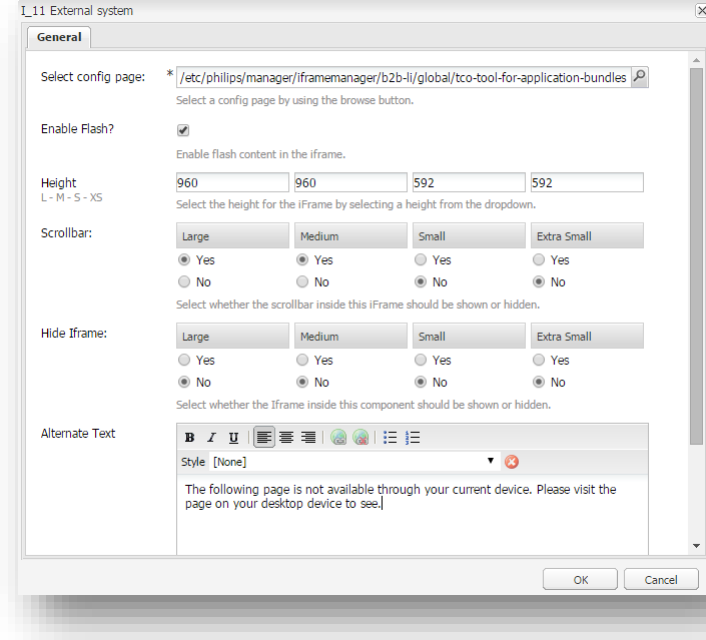 I_11 External system
General
Select config page: * /etc/philips/manager/iframemanager/b2b-li/global/tco-tool-for-application-bundles
Select a config page by using the browse button.
Enable Flash?
Enable flash content in the iframe.
Height 960 960 592 592
L - M - S - XS
Select the height for the iFrame by selecting a height from the dropdown.
Scrollbar: Large Medium Small Extra Small
Yes Yes Yes Yes
No No No No
Select whether the scrollbar inside this iFrame should be shown or hidden.
Hide Iframe: Large Medium Small Extra Small
Yes Yes Yes Yes
No No No No
Select whether the Iframe inside this component should be shown or hidden.
Alternate Text
B I U
Style [None]
The following page is not available through your current device. Please visit the
page on your desktop device to see.
OK Cancel